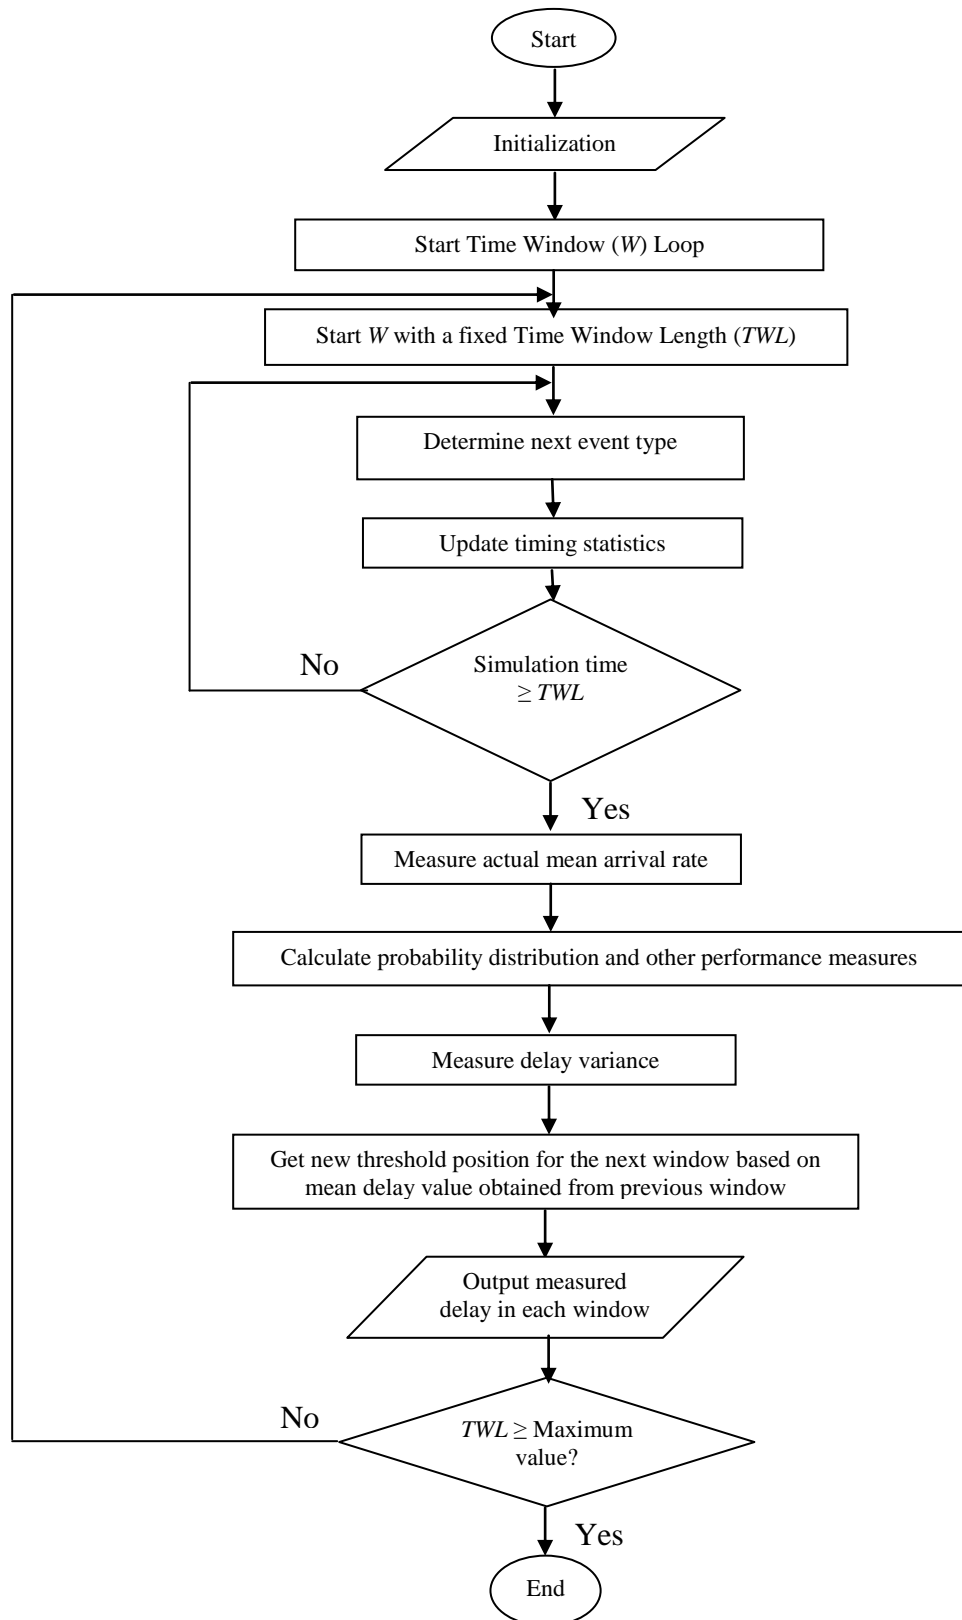 Start
Initialization
Start Time Window (W) Loop
Start W with a fixed Time Window Length (TWL)
Determine next event type
Update timing statistics
No
Simulation time
≥ TWL
Yes
Measure actual mean arrival rate
Calculate probability distribution and other performance measures
Measure delay variance
Get new threshold position for the next window based on
mean delay value obtained from previous window
Output measured
delay in each window
No
TWL ≥ Maximum
value?
Yes
End